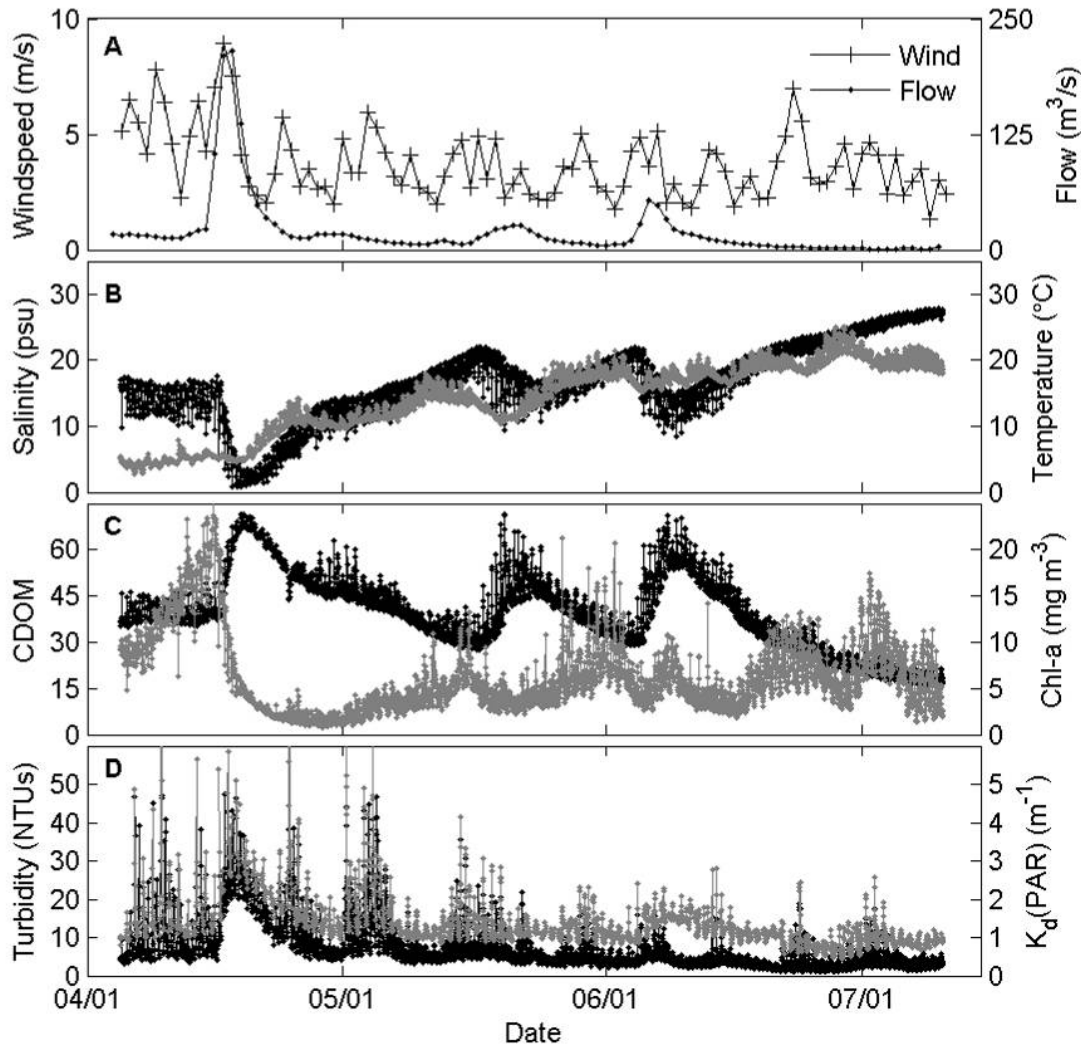 A
Windspeed (m/s)
10
5
0
Wind
Flow
250
125
0
Flow (m³/s)
B
Salinity (psu)
30
20
10
0
30
20
10
0
Temperature (°C)
C
CDOM
60
45
30
15
0
20
15
10
5
0
Chl-a (mg m⁻³)
D
Turbidity (NTUs)
50
40
30
20
10
0
5
4
3
2
1
0
K_d(PAR) (m⁻¹)
04/01 05/01 06/01 07/01
Date